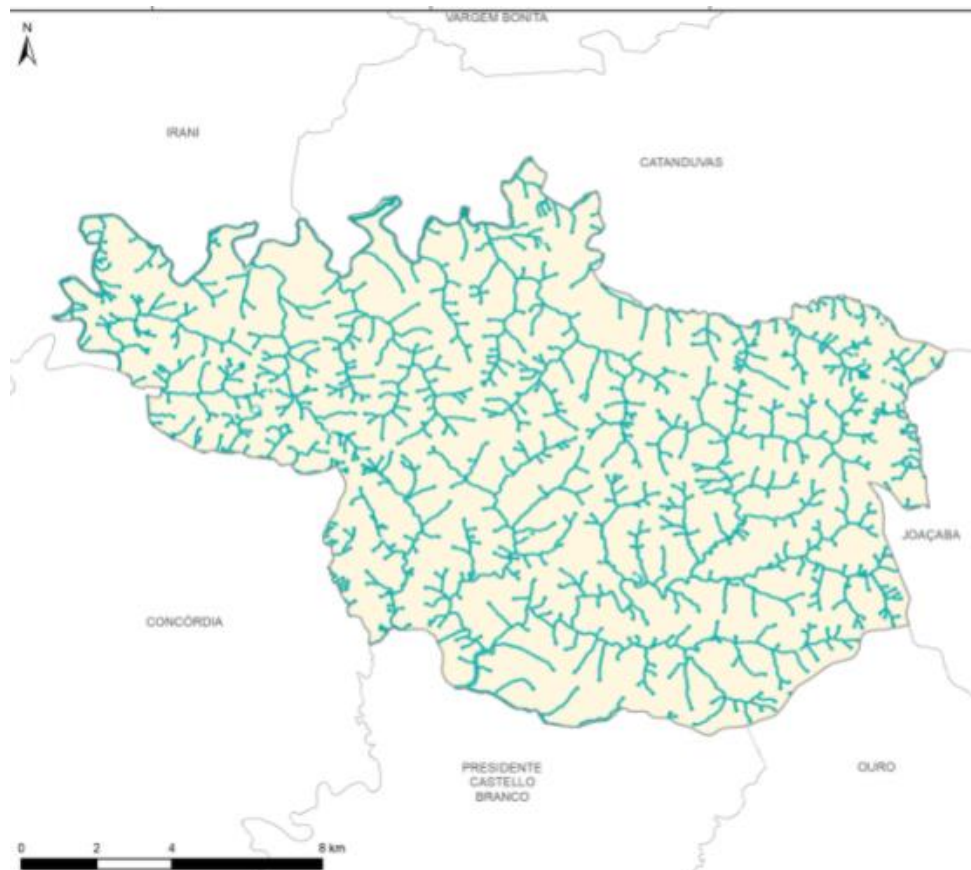 VARGEM BONITA
N
IRANI
CATANDUVAS
JOAÇABA
CONCÓRDIA
PRESIDENTE
CASTELLO
BRANCO
OURO
0 2 4 8 km